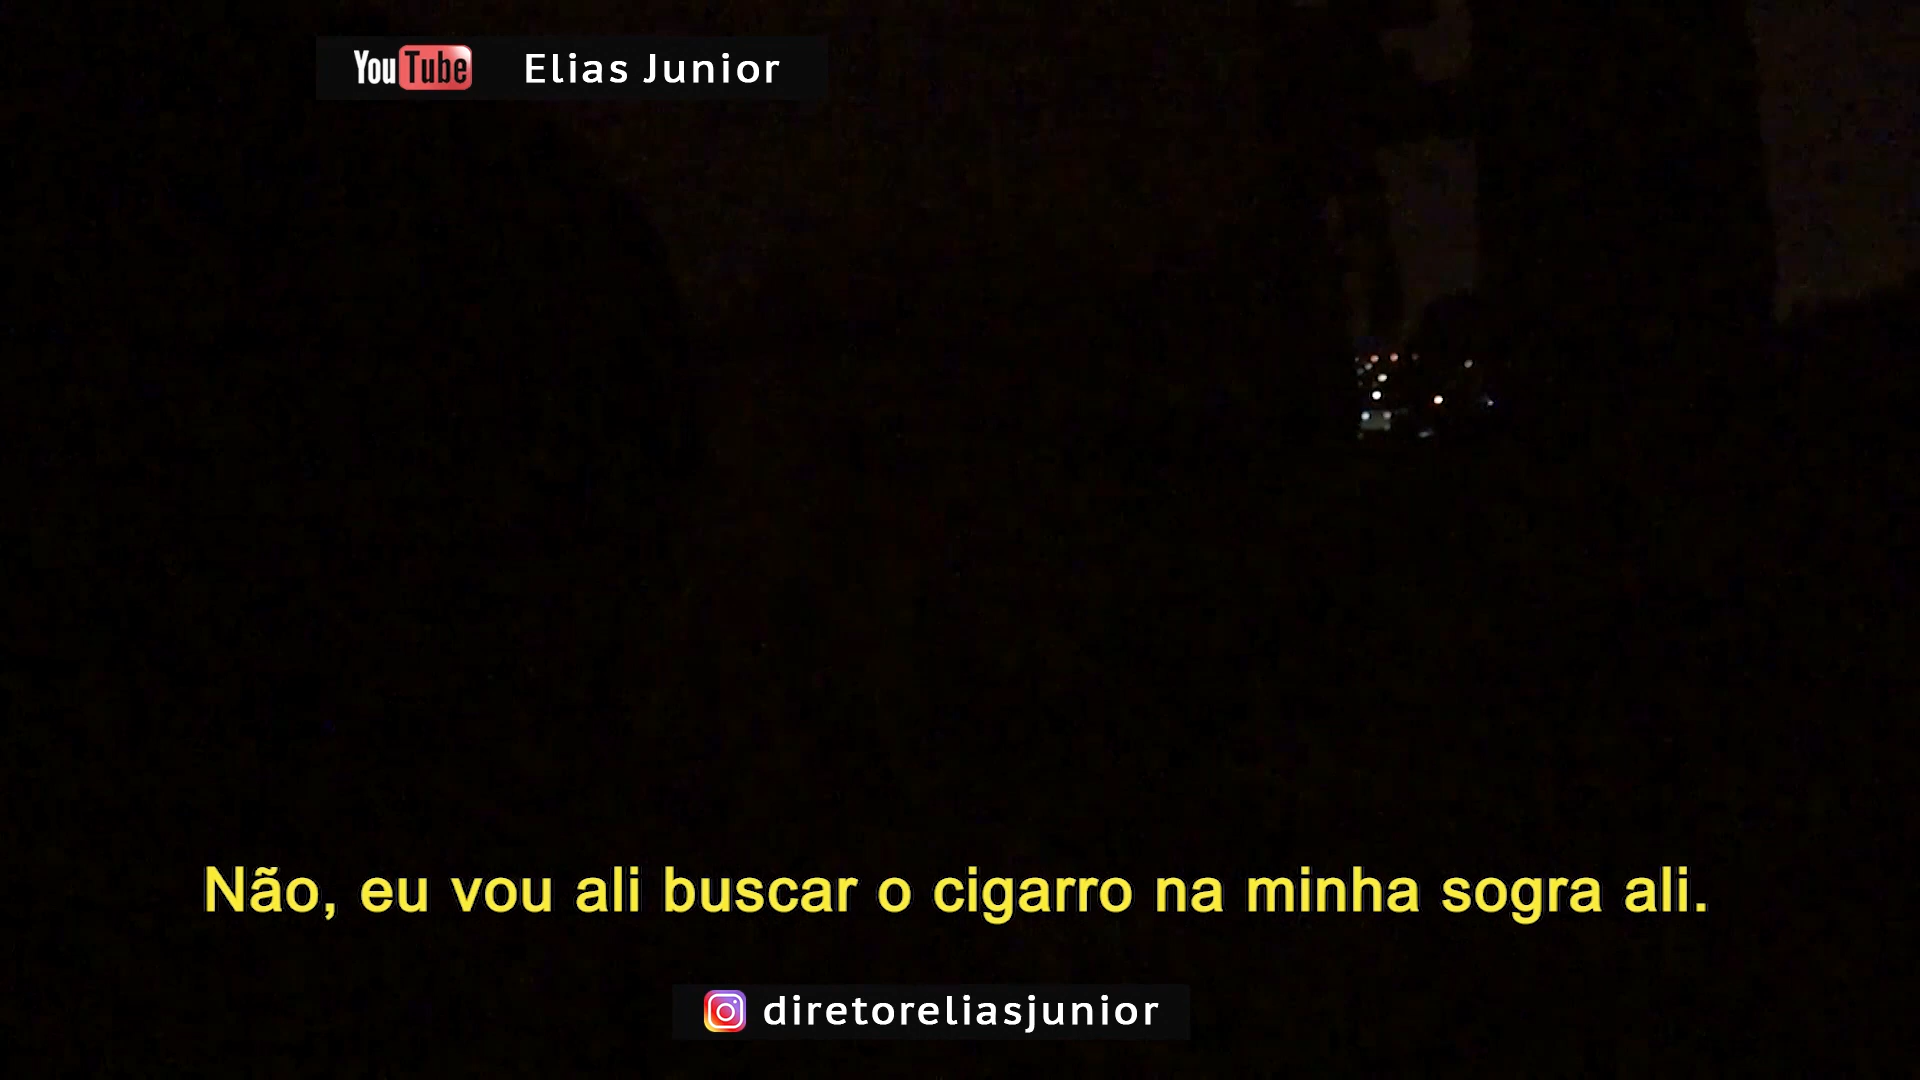 YouTube Elias Junior
Não, eu vou ali buscar o cigarro na minha sogra ali.
diretoreliasjunior